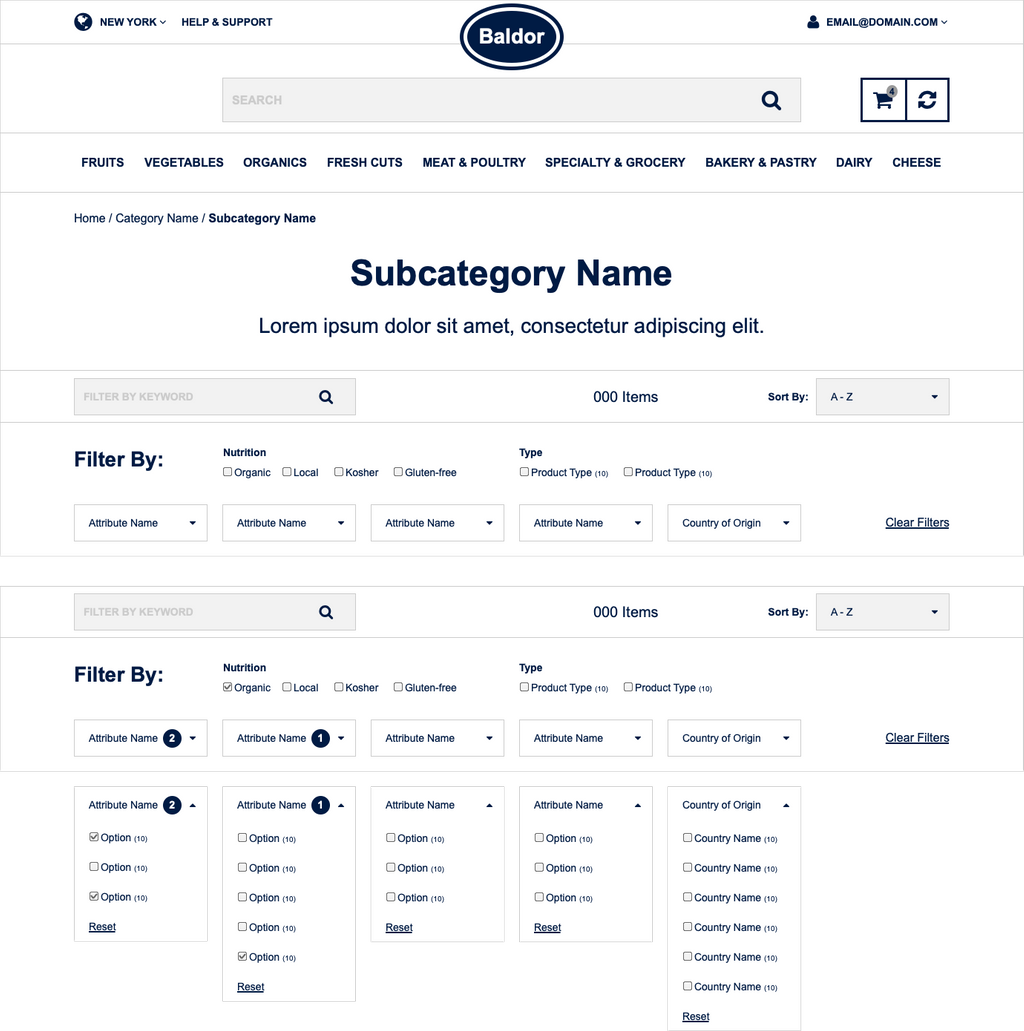 NEW YORK HELP & SUPPORT Baldor EMAIL@DOMAIN.COM
SEARCH 4
FRUITS VEGETABLES ORGANICS FRESH CUTS MEAT & POULTRY SPECIALTY & GROCERY BAKERY & PASTRY DAIRY CHEESE
Home / Category Name / Subcategory Name
Subcategory Name
Lorem ipsum dolor sit amet, consectetur adipiscing elit.
FILTER BY KEYWORD 000 Items Sort By: A - Z
Filter By: Nutrition Type
Organic Local Kosher Gluten-free Product Type (10) Product Type (10)
Attribute Name Attribute Name Attribute Name Attribute Name Country of Origin Clear Filters
FILTER BY KEYWORD 000 Items Sort By: A - Z
Filter By: Nutrition Type
Organic Local Kosher Gluten-free Product Type (10) Product Type (10)
Attribute Name 2 Attribute Name 1 Attribute Name Attribute Name Country of Origin Clear Filters
Attribute Name 2 Attribute Name 1 Attribute Name Attribute Name Country of Origin
Option (10) Option (10) Option (10) Option (10) Country Name (10)
Option (10) Option (10) Option (10) Option (10) Country Name (10)
Option (10) Option (10) Option (10) Option (10) Country Name (10)
Reset Option (10) Reset Reset Country Name (10)
Option (10) Country Name (10)
Reset Country Name (10)
Reset